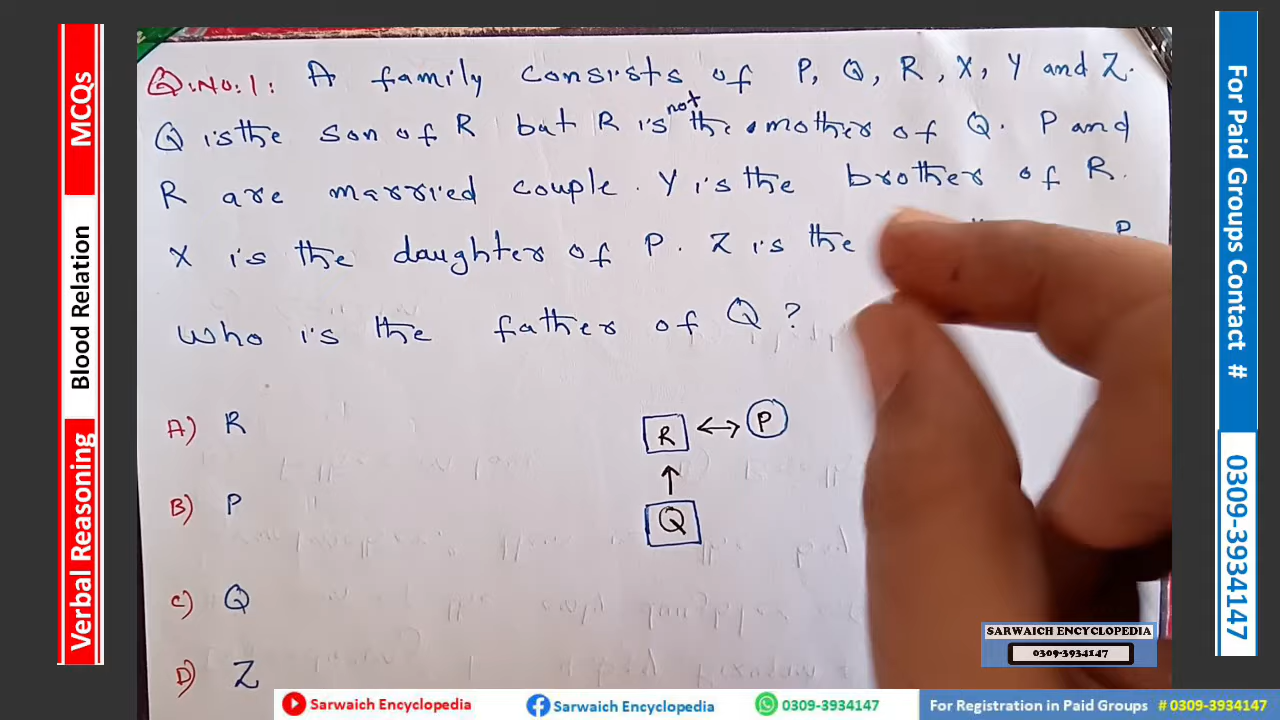 Q.No.1: A family consists of P, Q, R, X, Y and Z.
Q is the son of R but R is not the mother of Q. P and
R are married couple. Y is the brother of R.
X is the daughter of P. Z is the P.
Who is the father of Q?
A) R
B) P
C) Q
D) Z
R ↔ P
↑
Q
MCQs
Blood Relation
Verbal Reasoning
For Paid Groups Contact #
0309-3934147
SARWAICH ENCYCLOPEDIA
0309-3934147
Sarwaich Encyclopedia
Sarwaich Encyclopedia
0309-3934147
For Registration in Paid Groups # 0309-3934147